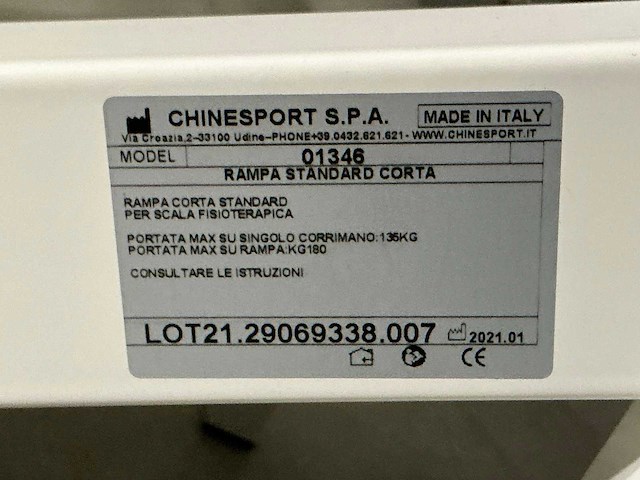 CHINESPORT S.P.A. MADE IN ITALY
Via Croazia,2-33100 Udine-PHONE+39.0432.621.621- WWW.CHINESPORT.IT
MODEL 01346
RAMPA STANDARD CORTA
RAMPA CORTA STANDARD
PER SCALA FISIOTERAPICA
PORTATA MAX SU SINGOLO CORRIMANO:135KG
PORTATA MAX SU RAMPA:KG180
CONSULTARE LE ISTRUZIONI
LOT21.29069338.007 2021.01
CE